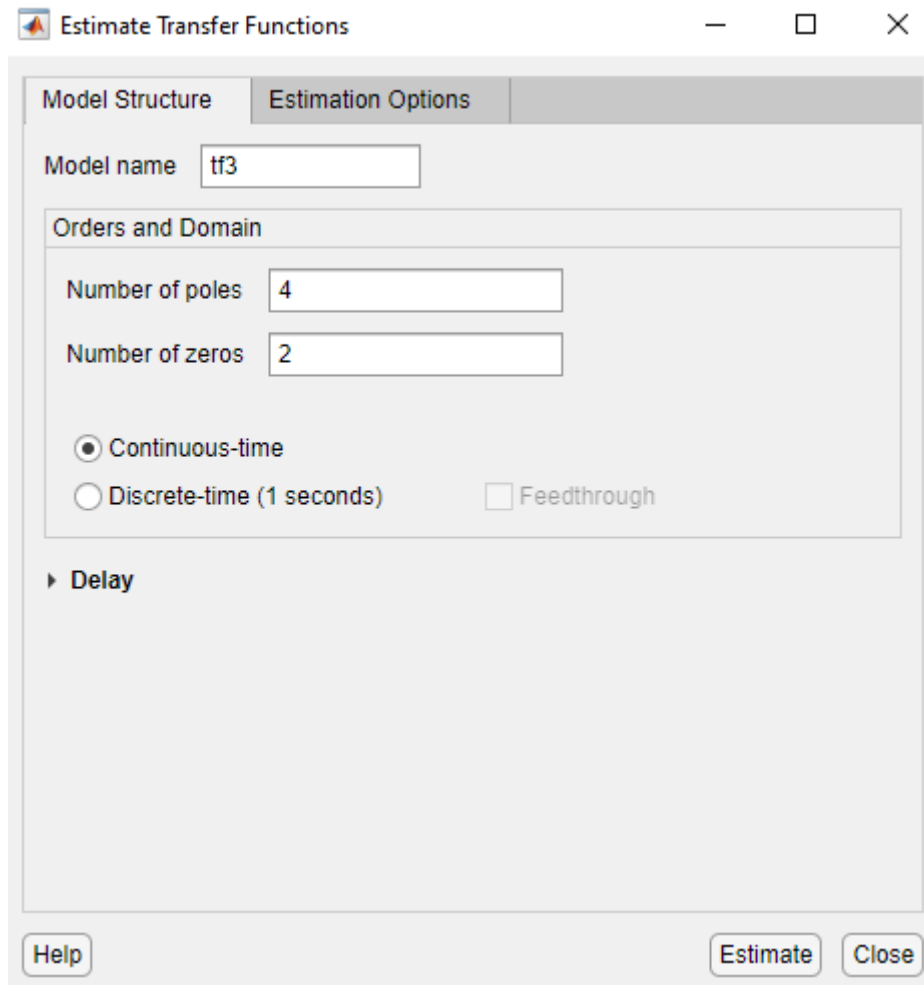 Estimate Transfer Functions
Model Structure Estimation Options
Model name tf3
Orders and Domain
Number of poles 4
Number of zeros 2
Continuous-time
Discrete-time (1 seconds) Feedthrough
Delay
Help Estimate Close